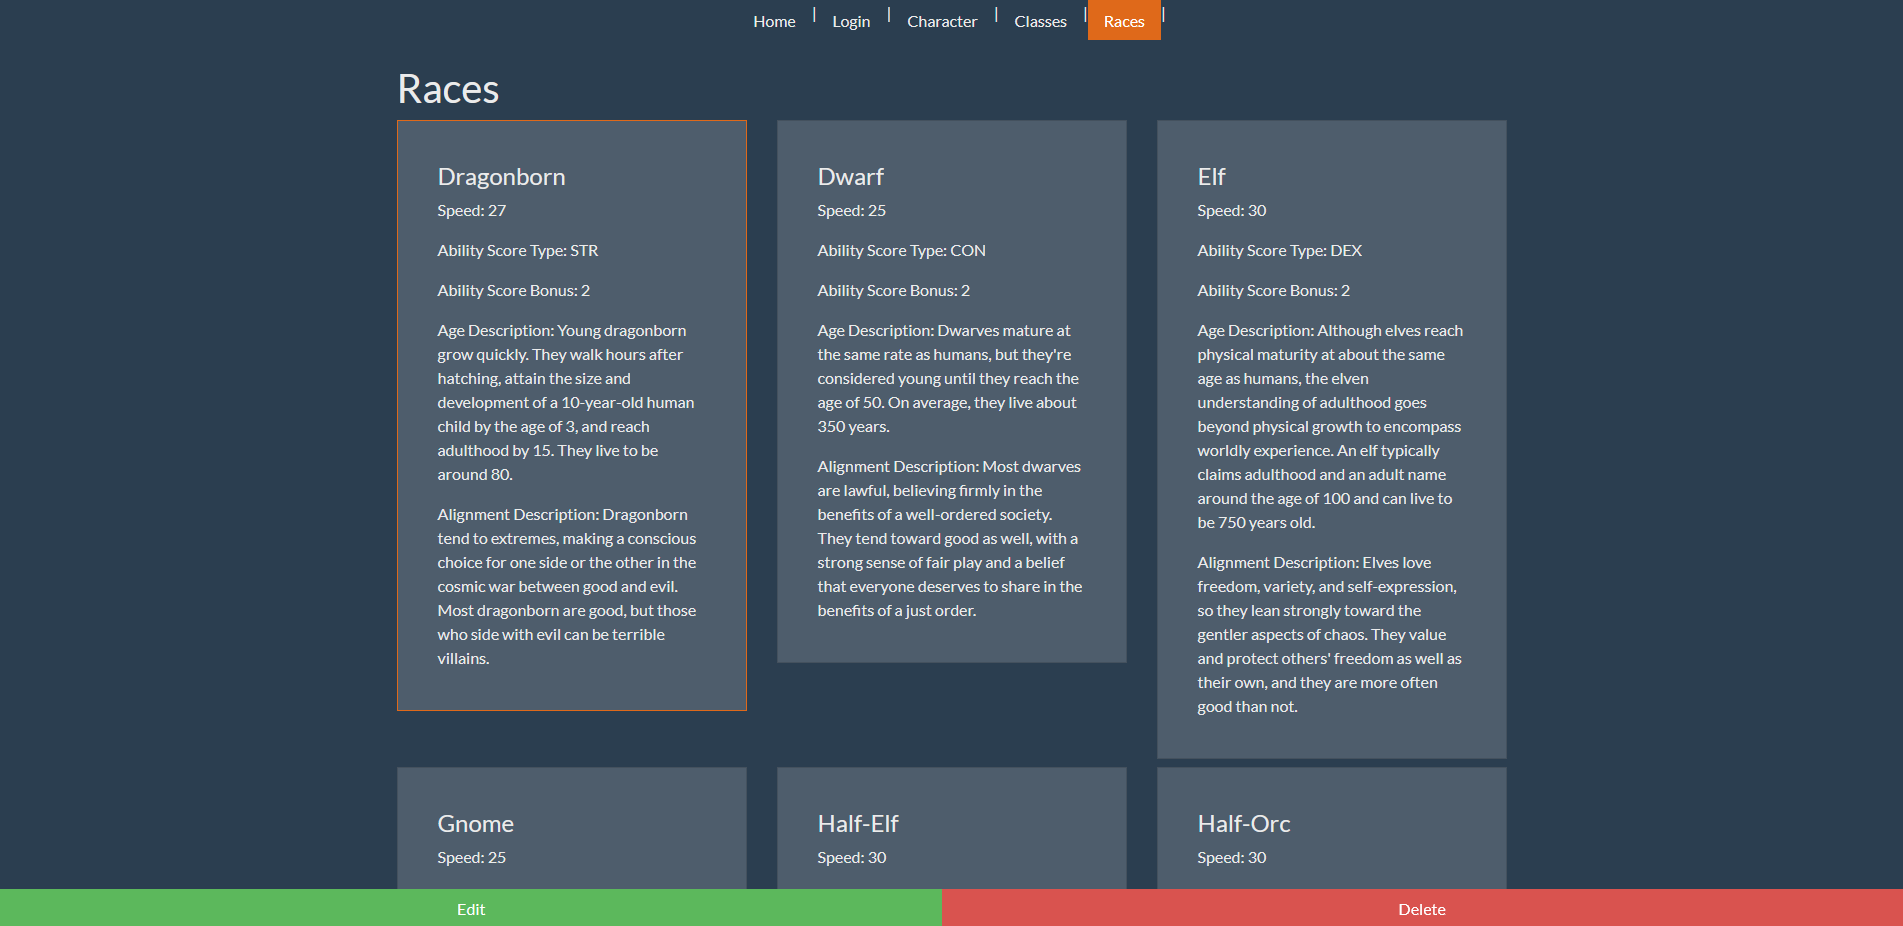 Home | Login | Character | Classes | Races |
Races
Dragonborn
Speed: 27
Ability Score Type: STR
Ability Score Bonus: 2
Age Description: Young dragonborn
grow quickly. They walk hours after
hatching, attain the size and
development of a 10-year-old human
child by the age of 3, and reach
adulthood by 15. They live to be
around 80.
Alignment Description: Dragonborn
tend to extremes, making a conscious
choice for one side or the other in the
cosmic war between good and evil.
Most dragonborn are good, but those
who side with evil can be terrible
villains.
Dwarf
Speed: 25
Ability Score Type: CON
Ability Score Bonus: 2
Age Description: Dwarves mature at
the same rate as humans, but they're
considered young until they reach the
age of 50. On average, they live about
350 years.
Alignment Description: Most dwarves
are lawful, believing firmly in the
benefits of a well-ordered society.
They tend toward good as well, with a
strong sense of fair play and a belief
that everyone deserves to share in the
benefits of a just order.
Elf
Speed: 30
Ability Score Type: DEX
Ability Score Bonus: 2
Age Description: Although elves reach
physical maturity at about the same
age as humans, the elven
understanding of adulthood goes
beyond physical growth to encompass
worldly experience. An elf typically
claims adulthood and an adult name
around the age of 100 and can live to
be 750 years old.
Alignment Description: Elves love
freedom, variety, and self-expression,
so they lean strongly toward the
gentler aspects of chaos. They value
and protect others' freedom as well as
their own, and they are more often
good than not.
Gnome
Speed: 25
Half-Elf
Speed: 30
Half-Orc
Speed: 30
Edit
Delete